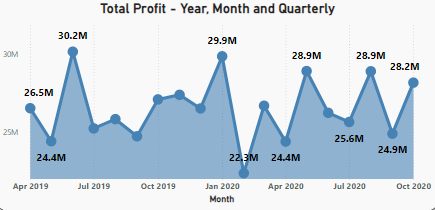 Total Profit - Year, Month and Quarterly
30M
25M
26.5M
24.4M
30.2M
29.9M
22.3M
24.4M
28.9M
25.6M
28.9M
24.9M
28.2M
Apr 2019 Jul 2019 Oct 2019 Jan 2020 Apr 2020 Jul 2020 Oct 2020
Month